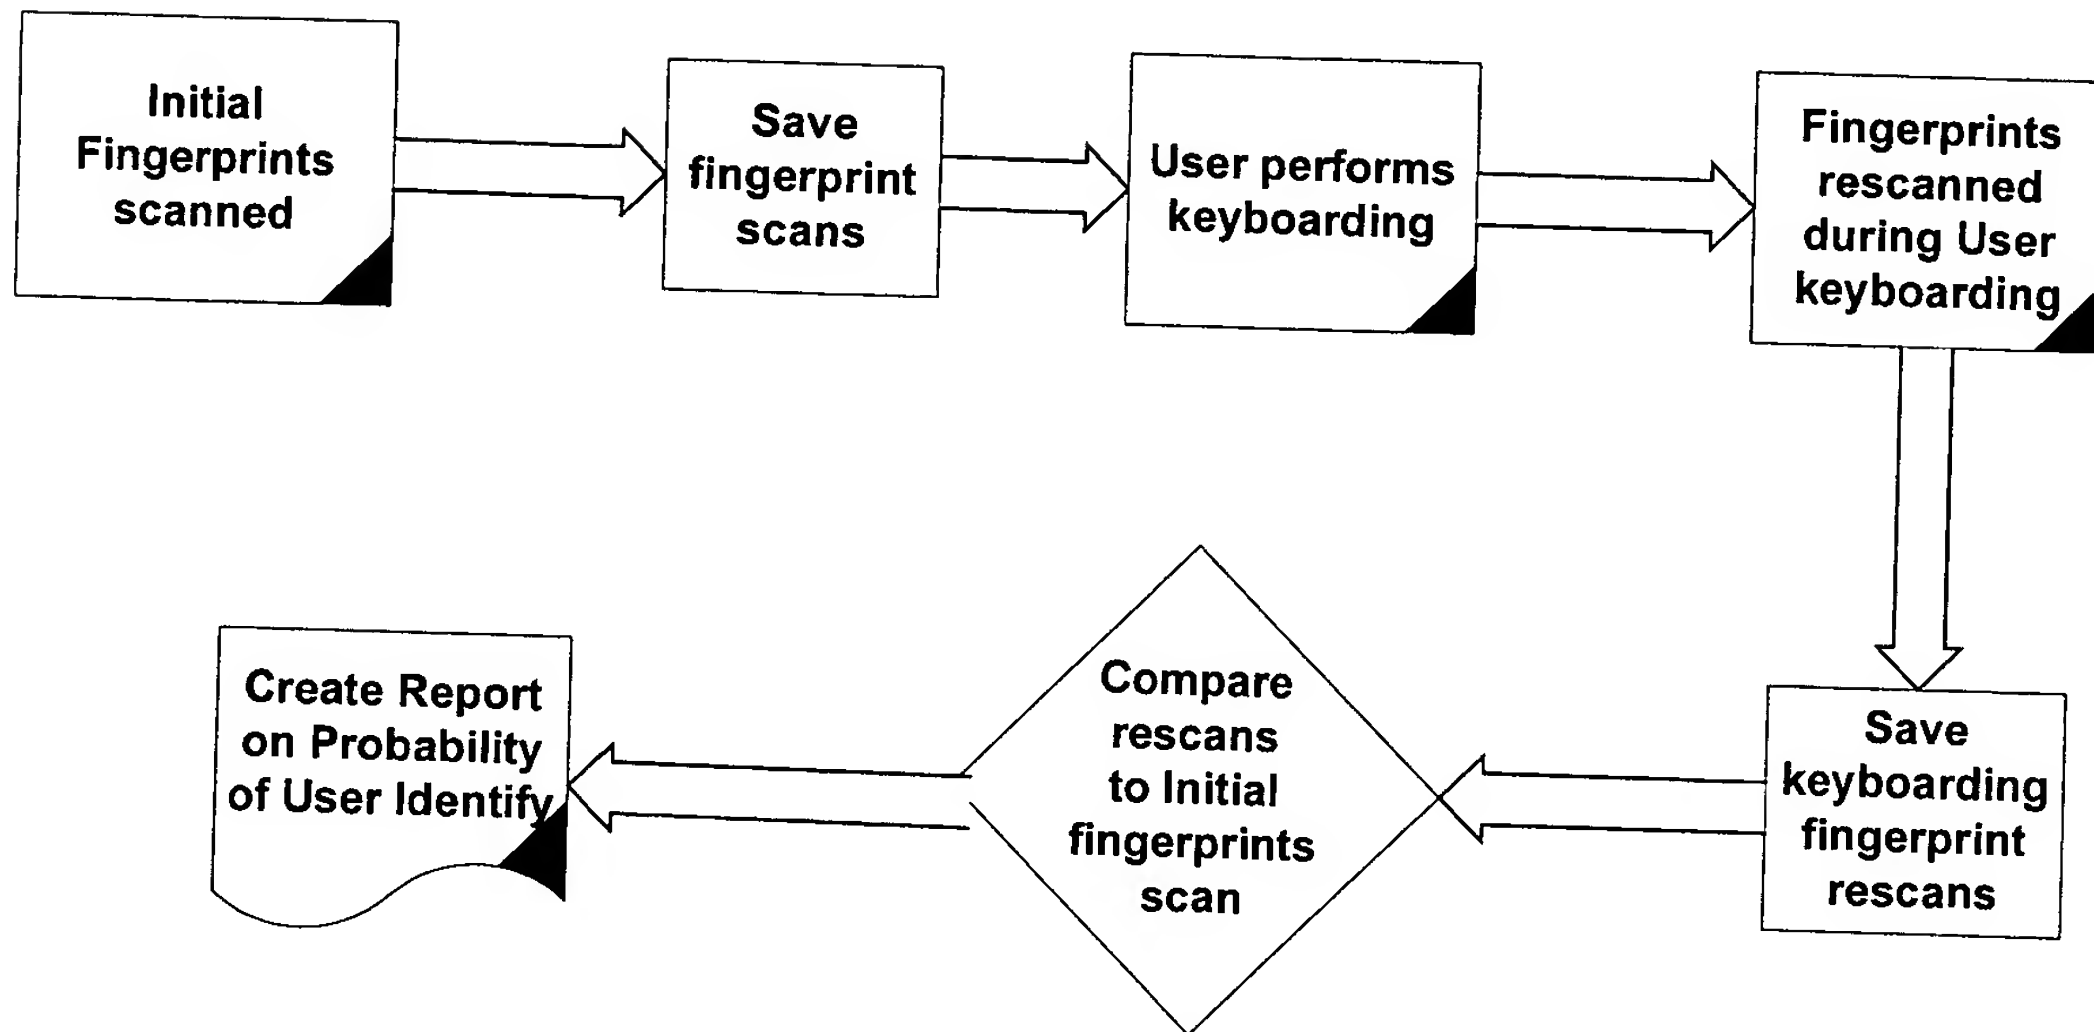 Initial
Fingerprints
scanned
Save
fingerprint
scans
User performs
keyboarding
Fingerprints
rescanned
during User
keyboarding
Save
keyboarding
fingerprint
rescans
Compare
rescans
to Initial
fingerprints
scan
Create Report
on Probability
of User Identify